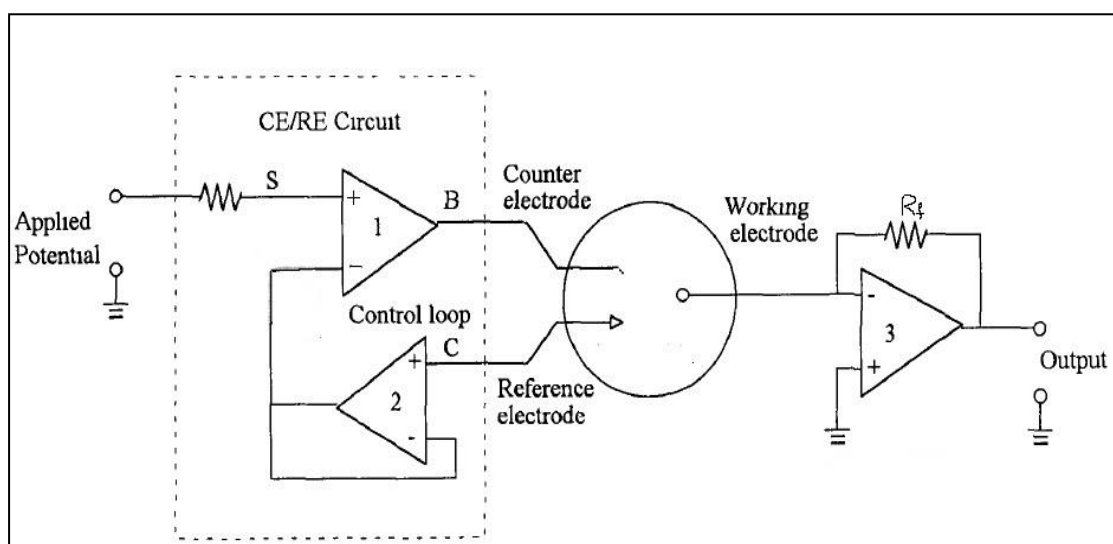 CE/RE Circuit
S
B
Counter
electrode
+
1
−
Applied
Potential
Working
electrode
Rf
-
3
+
Output
Control loop
C
+
2
-
Reference
electrode